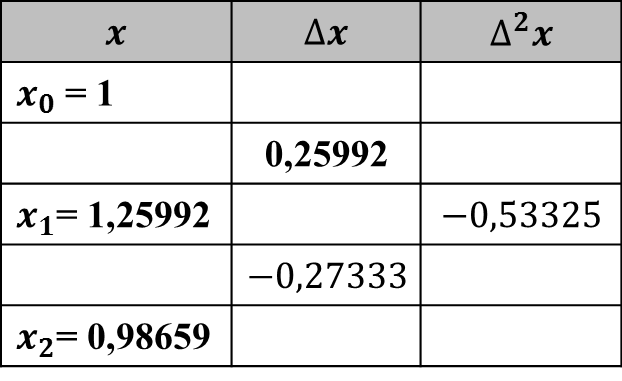 x Δx Δ²x
x₀ = 1
0,25992
x₁= 1,25992 −0,53325
−0,27333
x₂= 0,98659